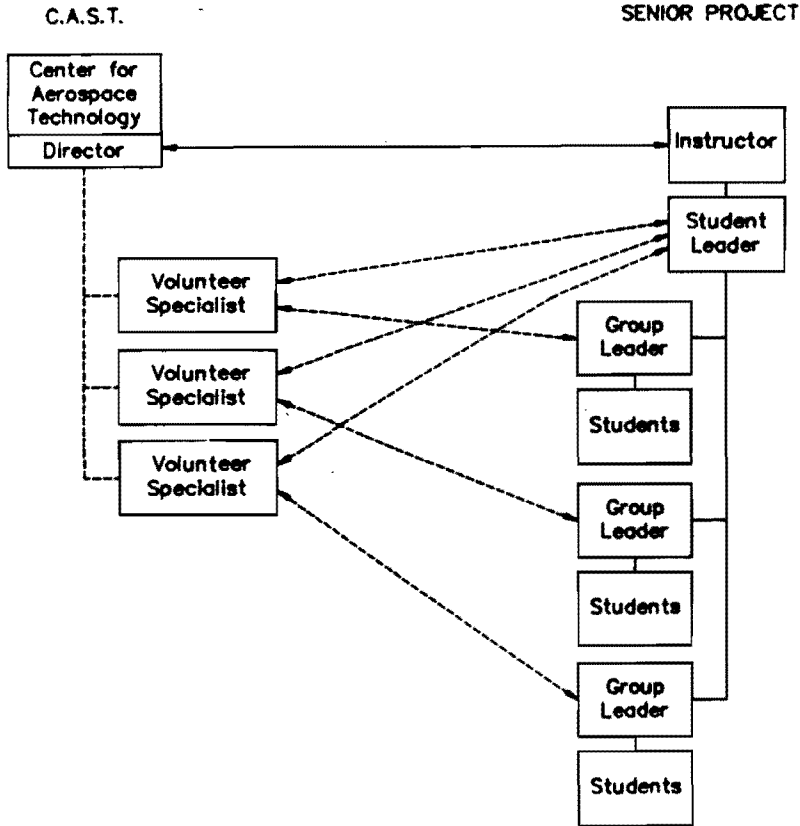 C.A.S.T.
SENIOR PROJECT
Center for
Aerospace
Technology
Director
Instructor
Student
Leader
Volunteer
Specialist
Group
Leader
Volunteer
Specialist
Students
Volunteer
Specialist
Group
Leader
Students
Group
Leader
Students